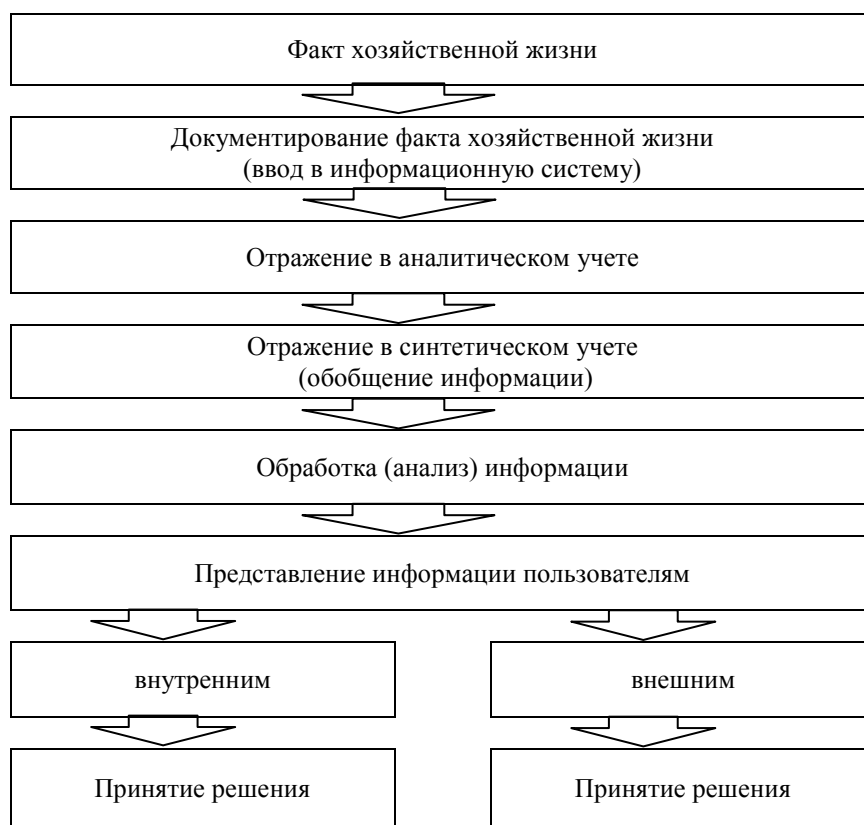 Факт хозяйственной жизни
Документирование факта хозяйственной жизни
(ввод в информационную систему)
Отражение в аналитическом учете
Отражение в синтетическом учете
(обобщение информации)
Обработка (анализ) информации
Представление информации пользователям
внутренним
внешним
Принятие решения
Принятие решения